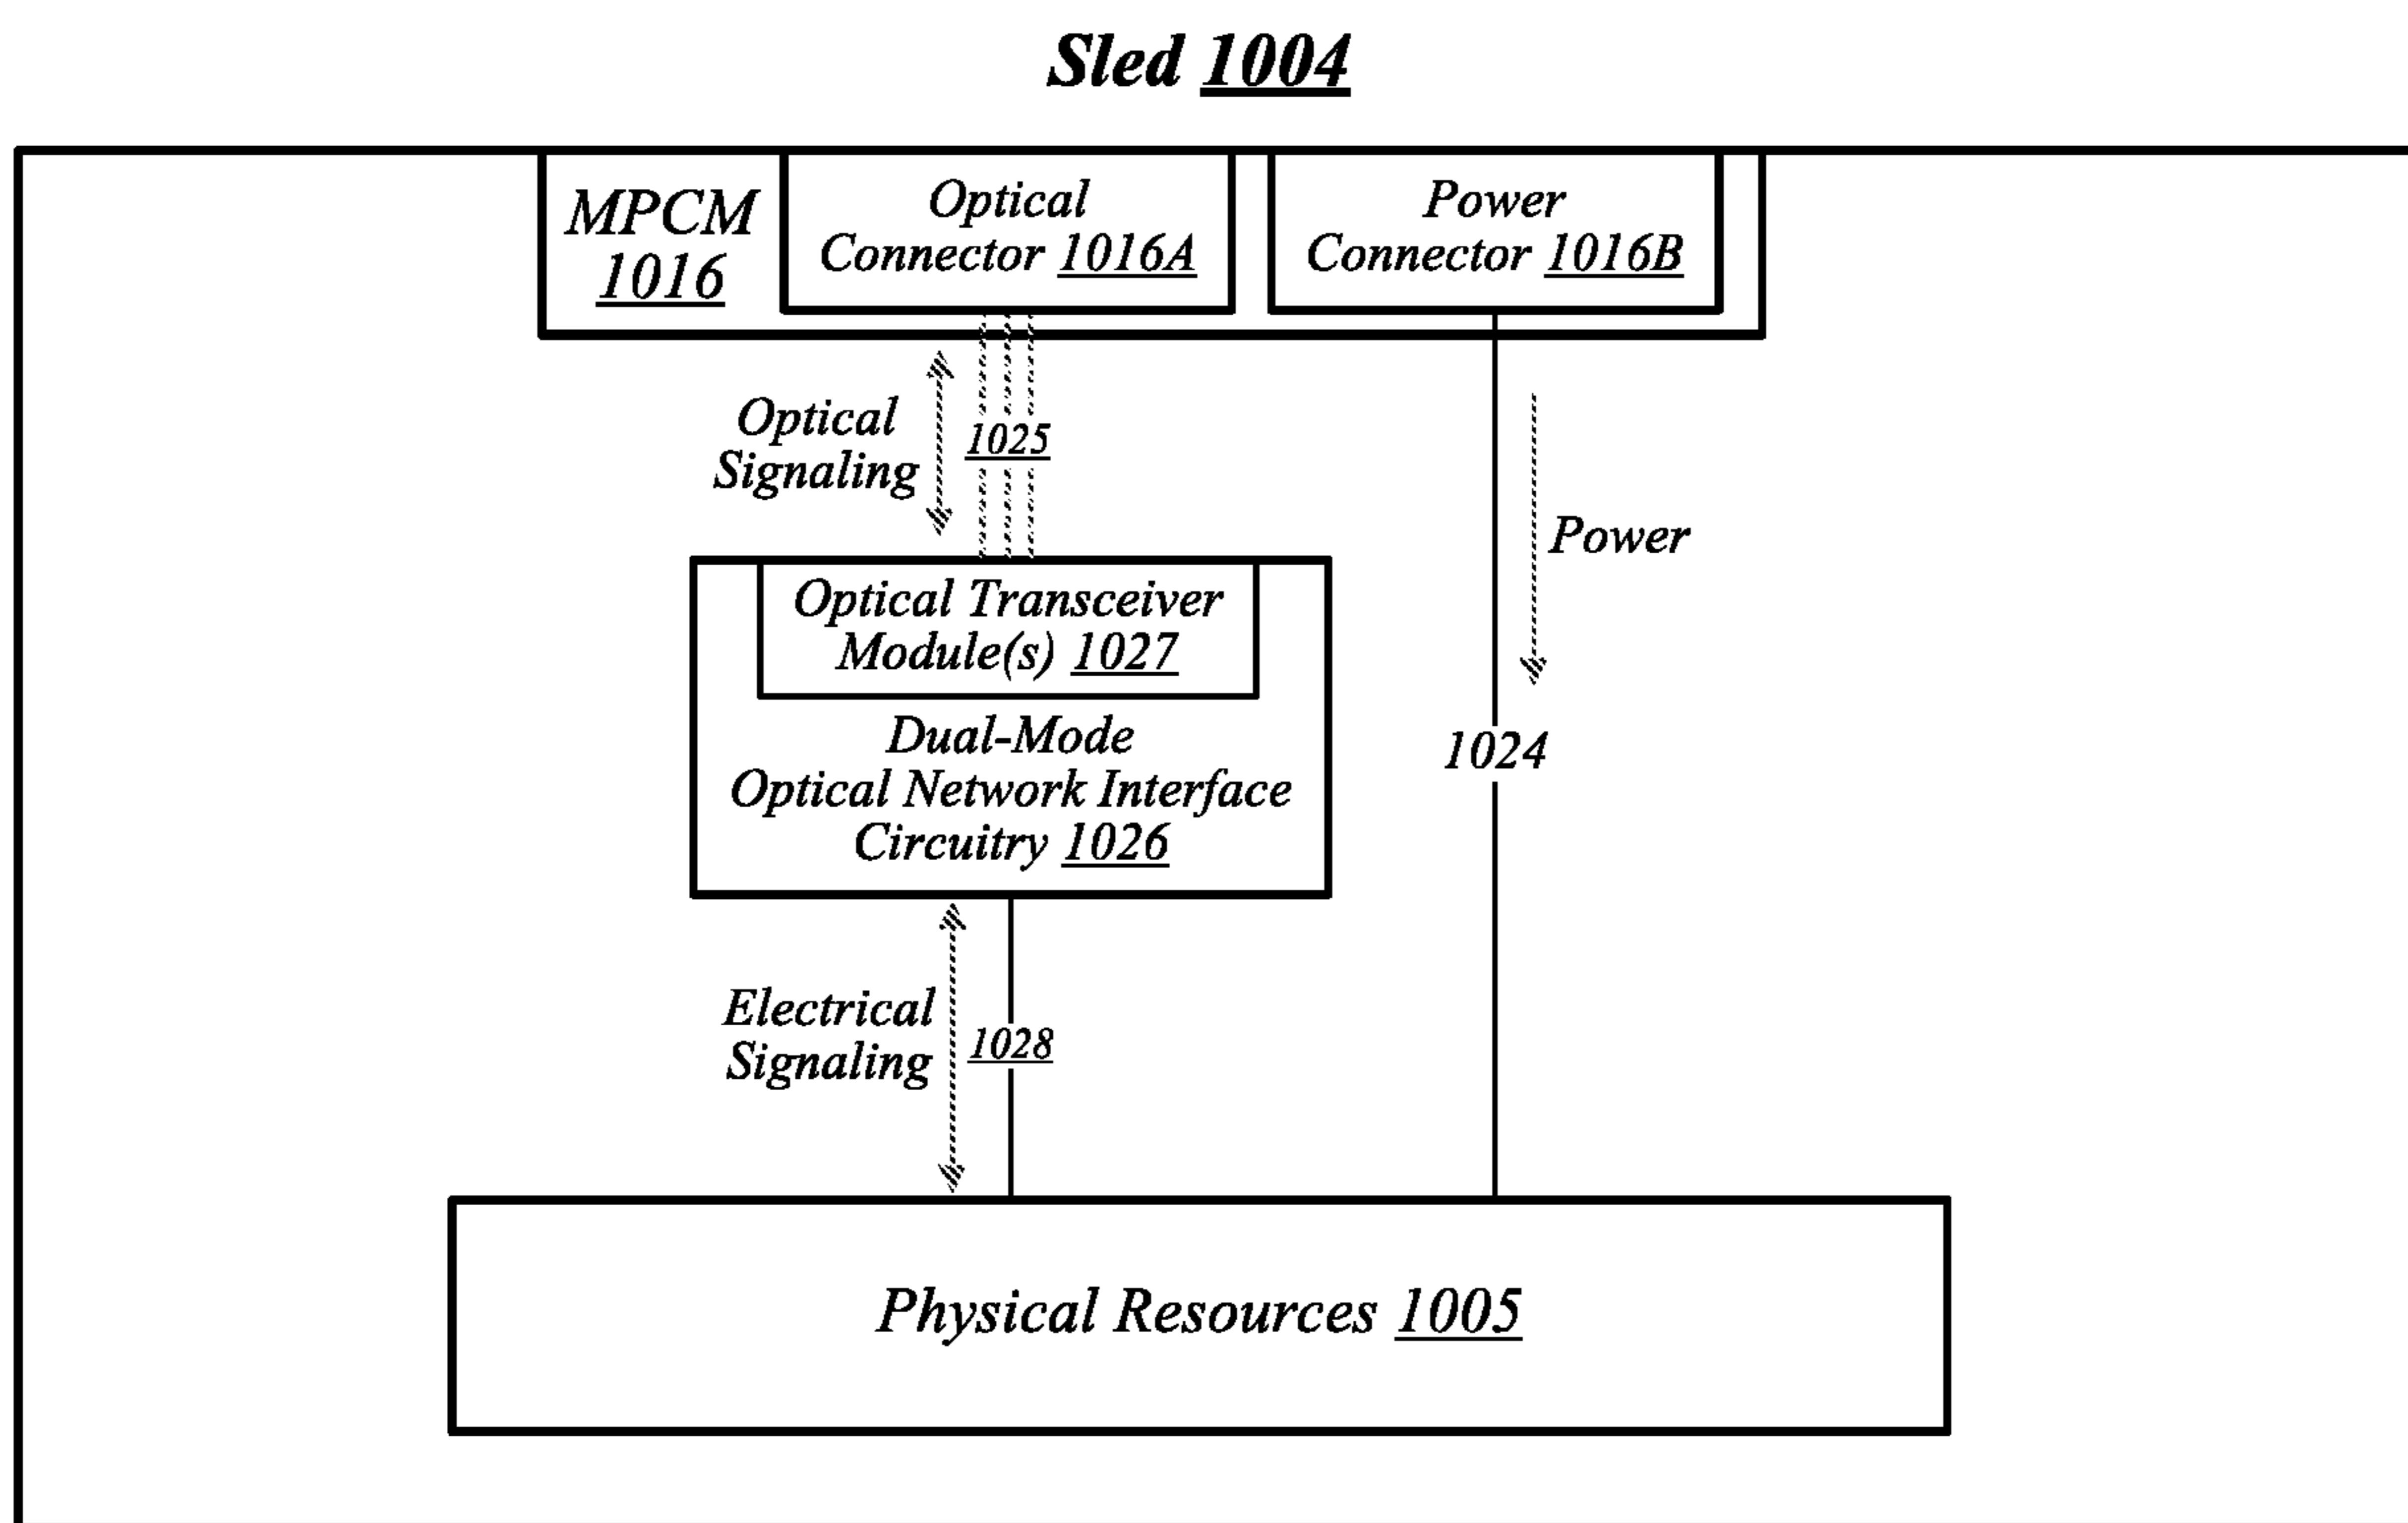 Sled 1004
MPCM
1016
Optical
Connector 1016A
Power
Connector 1016B
Optical
Signaling
1025
Power
Optical Transceiver
Module(s) 1027
Dual-Mode
Optical Network Interface
Circuitry 1026
1024
Electrical
Signaling
1028
Physical Resources 1005